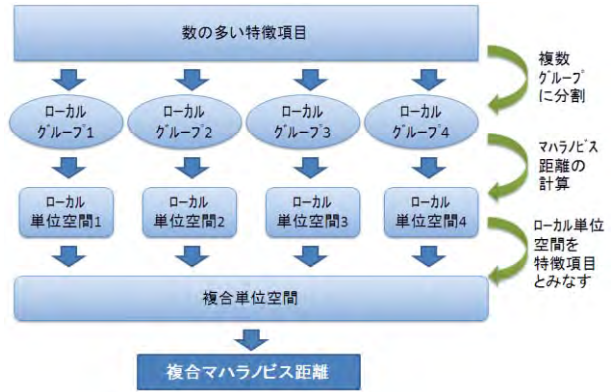 数の多い特徴項目
複数
グループ
に分割
ローカル
グループ1
ローカル
グループ2
ローカル
グループ3
ローカル
グループ4
マハラノビス
距離の
計算
ローカル
単位空間1
ローカル
単位空間2
ローカル
単位空間3
ローカル
単位空間4
ローカル単位
空間を
特徴項目
とみなす
複合単位空間
複合マハラノビス距離